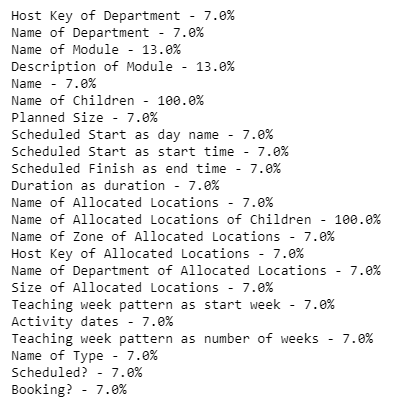 Host Key of Department - 7.0%
Name of Department - 7.0%
Name of Module - 13.0%
Description of Module - 13.0%
Name - 7.0%
Name of Children - 100.0%
Planned Size - 7.0%
Scheduled Start as day name - 7.0%
Scheduled Start as start time - 7.0%
Scheduled Finish as end time - 7.0%
Duration as duration - 7.0%
Name of Allocated Locations - 7.0%
Name of Allocated Locations of Children - 100.0%
Name of Zone of Allocated Locations - 7.0%
Host Key of Allocated Locations - 7.0%
Name of Department of Allocated Locations - 7.0%
Size of Allocated Locations - 7.0%
Teaching week pattern as start week - 7.0%
Activity dates - 7.0%
Teaching week pattern as number of weeks - 7.0%
Name of Type - 7.0%
Scheduled? - 7.0%
Booking? - 7.0%